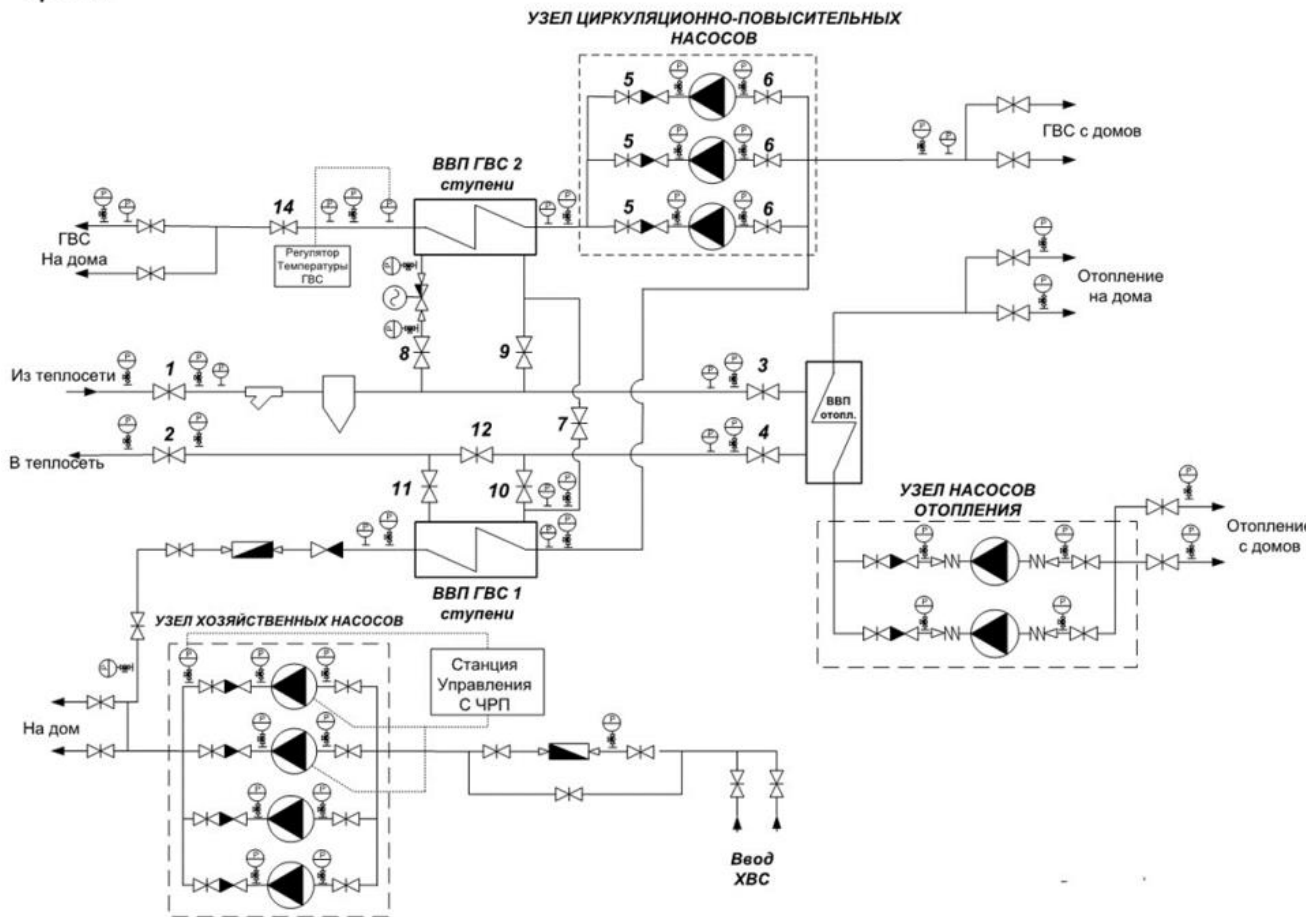 УЗЕЛ ЦИРКУЛЯЦИОННО-ПОВЫСИТЕЛЬНЫХ
НАСОСОВ
5
6
5
6
5
6
ГВС с домов
ВВП ГВС 2
ступени
14
ГВС
На дома
Регулятор
Температуры
ГВС
Отопление
на дома
8
9
Из теплосети
1
3
ВВП
отопл.
7
В теплосеть
2
12
4
11
10
УЗЕЛ НАСОСОВ
ОТОПЛЕНИЯ
Отопление
с домов
ВВП ГВС 1
ступени
УЗЕЛ ХОЗЯЙСТВЕННЫХ НАСОСОВ
Станция
Управления
С ЧРП
На дом
Ввод
ХВС